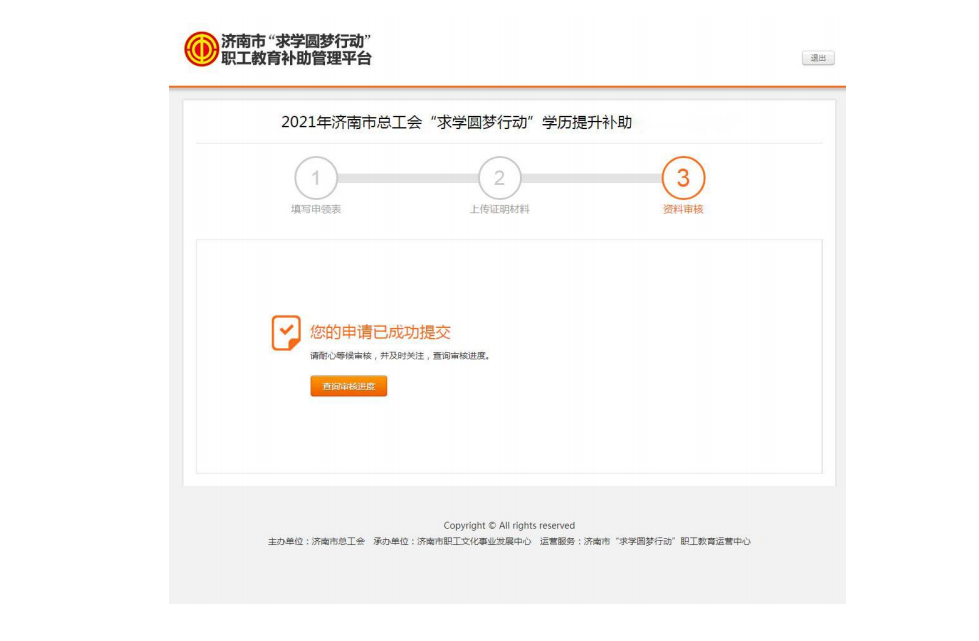 济南市“求学圆梦行动”
职工教育补助管理平台
退出
2021年济南市总工会“求学圆梦行动”学历提升补助
1
2
3
填写申领表
上传证明材料
资料审核
您的申请已成功提交
请耐心等候审核，并及时关注，查询审核进度。
查询审核进度
Copyright © All rights reserved
主办单位：济南市总工会 承办单位：济南市职工文化事业发展中心 运营服务：济南市“求学圆梦行动”职工教育运营中心